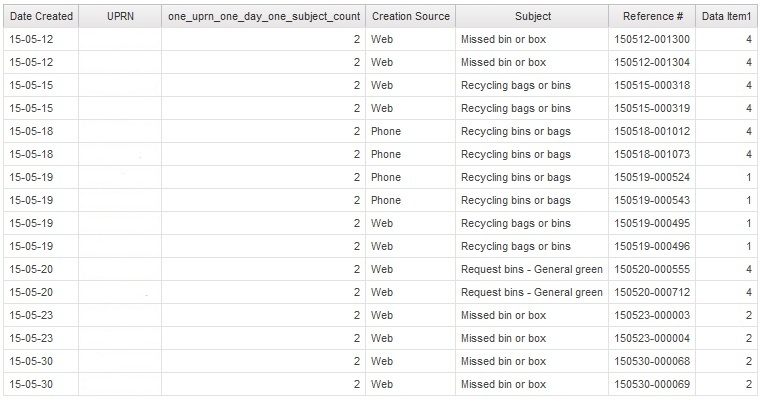 Date Created UPRN one_uprn_one_day_one_subject_count Creation Source Subject Reference # Data Item1
15-05-12 2 Web Missed bin or box 150512-001300 4
15-05-12 2 Web Missed bin or box 150512-001304 4
15-05-15 2 Web Recycling bags or bins 150515-000318 4
15-05-15 2 Web Recycling bags or bins 150515-000319 4
15-05-18 2 Phone Recycling bins or bags 150518-001012 4
15-05-18 2 Phone Recycling bins or bags 150518-001073 4
15-05-19 2 Phone Recycling bins or bags 150519-000524 1
15-05-19 2 Phone Recycling bins or bags 150519-000543 1
15-05-19 2 Web Recycling bags or bins 150519-000495 1
15-05-19 2 Web Recycling bags or bins 150519-000496 1
15-05-20 2 Web Request bins - General green 150520-000555 4
15-05-20 2 Web Request bins - General green 150520-000712 4
15-05-23 2 Web Missed bin or box 150523-000003 2
15-05-23 2 Web Missed bin or box 150523-000004 2
15-05-30 2 Web Missed bin or box 150530-000068 2
15-05-30 2 Web Missed bin or box 150530-000069 2